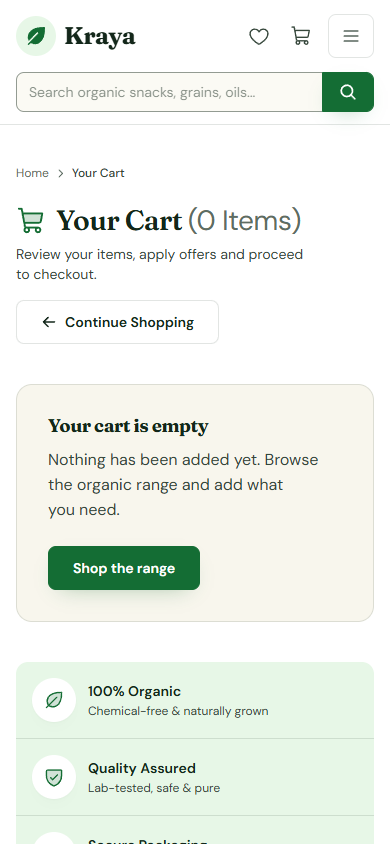 Kraya
Search organic snacks, grains, oils...
Home > Your Cart
Your Cart (0 Items)
Review your items, apply offers and proceed
to checkout.
← Continue Shopping
Your cart is empty
Nothing has been added yet. Browse
the organic range and add what
you need.
Shop the range
100% Organic
Chemical-free & naturally grown
Quality Assured
Lab-tested, safe & pure
Secure Packaging